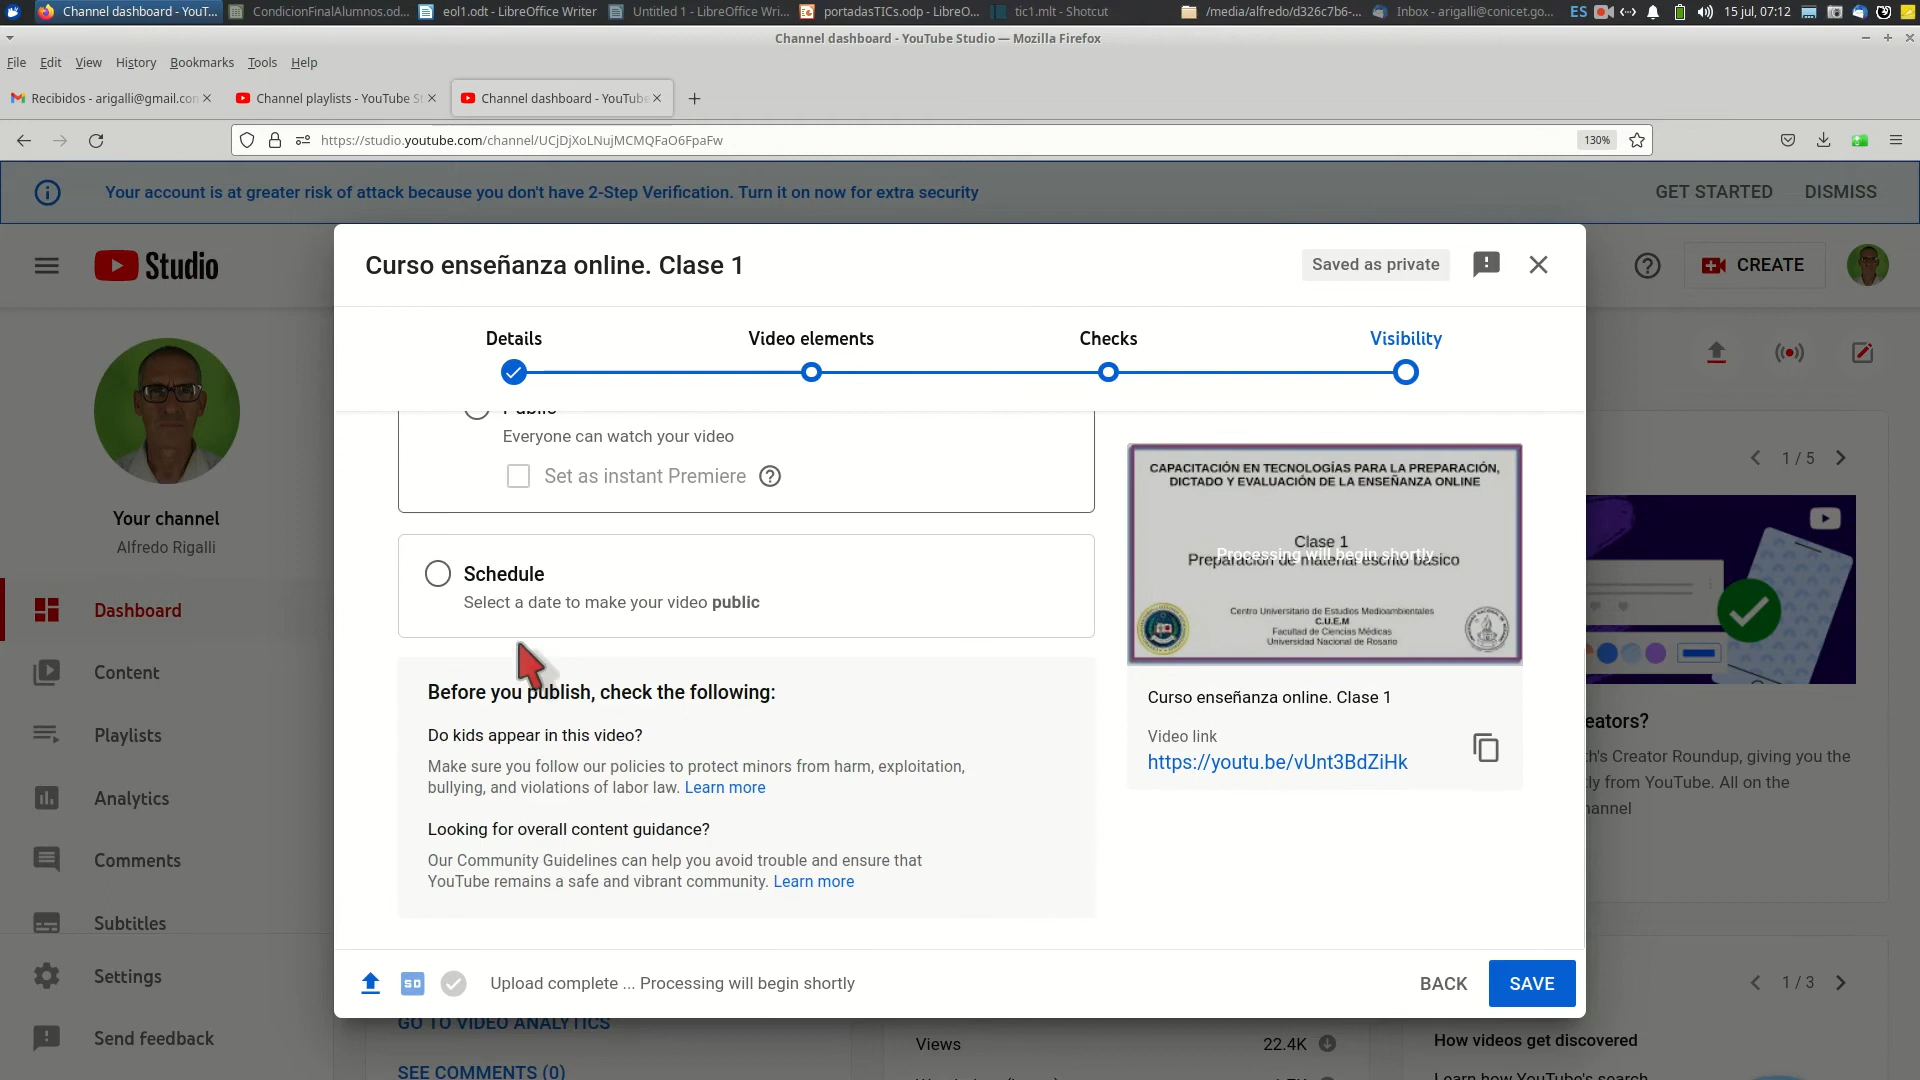 Channel dashboard - YouT...
CondicionFinalAlumnos.od...
eol1.odt - LibreOffice Writer
Untitled 1 - LibreOffice Wri...
portadasTICs.odp - LibreO...
tic1.mlt - Shotcut
/media/alfredo/d326c7b6-...
Inbox - arigalli@conicet.go...
ES
15 jul, 07:12
Channel dashboard - YouTube Studio — Mozilla Firefox
File Edit View History Bookmarks Tools Help
Recibidos - arigalli@gmail.con
Channel playlists - YouTube St
Channel dashboard - YouTube
https://studio.youtube.com/channel/UCjDjXoLNujMCMQFaO6FpaFw
130%
Your account is at greater risk of attack because you don't have 2-Step Verification. Turn it on now for extra security
GET STARTED
DISMISS
Studio
CREATE
Curso enseñanza online. Clase 1
Saved as private
Details
Video elements
Checks
Visibility
Everyone can watch your video
Set as instant Premiere
Schedule
Select a date to make your video public
Before you publish, check the following:
Do kids appear in this video?
Make sure you follow our policies to protect minors from harm, exploitation,
bullying, and violations of labor law. Learn more
Looking for overall content guidance?
Our Community Guidelines can help you avoid trouble and ensure that
YouTube remains a safe and vibrant community. Learn more
CAPACITACIÓN EN TECNOLOGÍAS PARA LA PREPARACIÓN,
DICTADO Y EVALUACIÓN DE LA ENSEÑANZA ONLINE
Clase 1
Processing will begin shortly
Preparación de material escrito básico
Centro Universitario de Estudios Medioambientales
C.U.E.M
Facultad de Ciencias Médicas
Universidad Nacional de Rosario
Curso enseñanza online. Clase 1
Video link
https://youtu.be/vUnt3BdZiHk
SD
Upload complete ... Processing will begin shortly
BACK
SAVE
Your channel
Alfredo Rigalli
Dashboard
Content
Playlists
Analytics
Comments
Subtitles
Settings
Send feedback
1 / 5
eators?
h's Creator Roundup, giving you the
ly from YouTube. All on the
hannel
1 / 3
GO TO VIDEO ANALYTICS
SEE COMMENTS (0)
Views
22.4K
How videos get discovered
Learn how YouTube's search